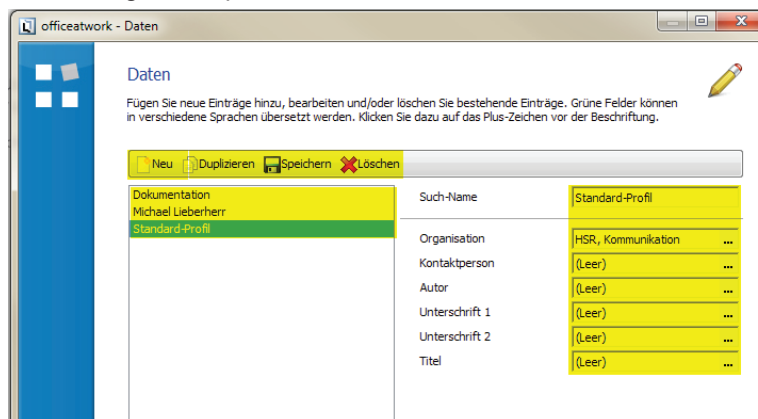 officeatwork - Daten
Daten
Fügen Sie neue Einträge hinzu, bearbeiten und/oder löschen Sie bestehende Einträge. Grüne Felder können
in verschiedene Sprachen übersetzt werden. Klicken Sie dazu auf das Plus-Zeichen vor der Beschriftung.
Neu Duplizieren Speichern Löschen
Dokumentation
Michael Lieberherr
Standard-Profil
Such-Name Standard-Profil
Organisation HSR, Kommunikation ...
Kontaktperson (Leer) ...
Autor (Leer) ...
Unterschrift 1 (Leer) ...
Unterschrift 2 (Leer) ...
Titel (Leer) ...